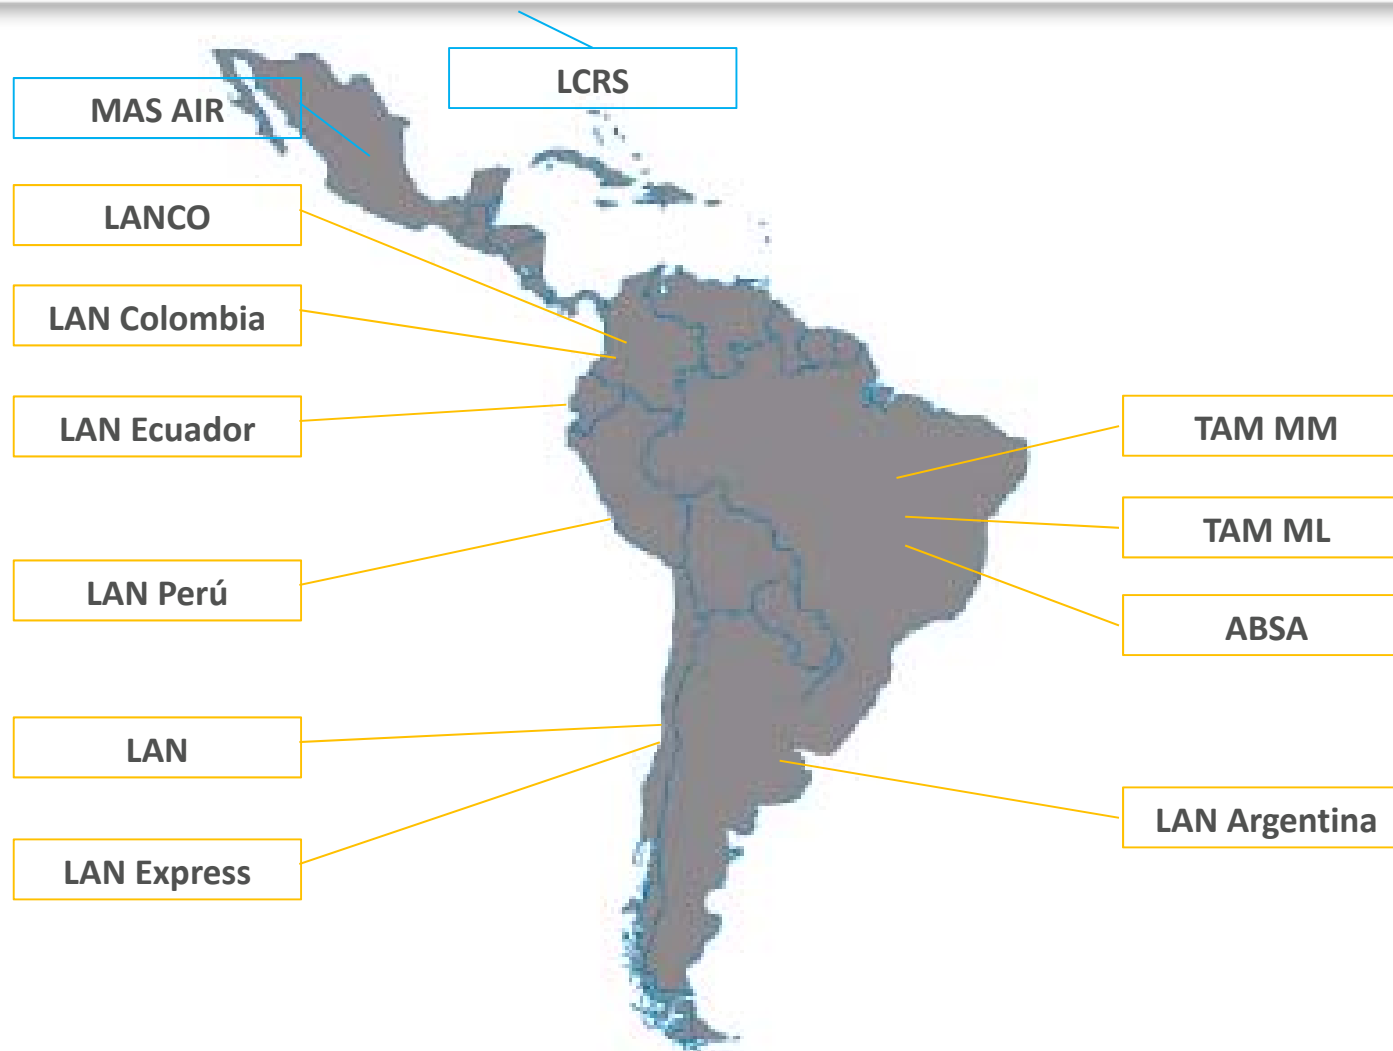 LCRS
MAS AIR
LANCO
LAN Colombia
LAN Ecuador
LAN Perú
LAN
LAN Express
TAM MM
TAM ML
ABSA
LAN Argentina